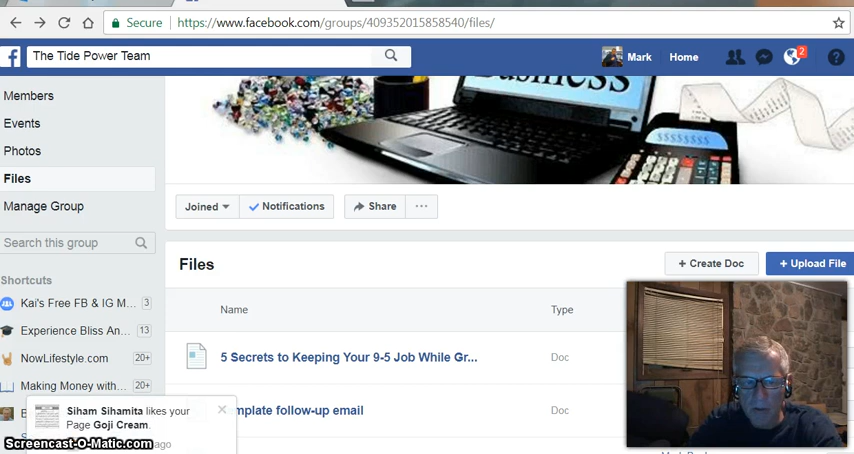 Secure https://www.facebook.com/groups/409352015858540/files/
f The Tide Power Team Mark Home 2 ?
Business
$$$$$$$$
Members
Events
Photos
Files
Manage Group
Search this group
Shortcuts
Kai's Free FB & IG M... 3
Experience Bliss An... 13
NowLifestyle.com 20+
Making Money with... 20+
Joined Notifications Share ...
Files + Create Doc + Upload File
Name Type
5 Secrets to Keeping Your 9-5 Job While Gr... Doc
mplate follow-up email Doc
Siham Sihamita likes your
Page Goji Cream.
ago
Screencast-O-Matic.com